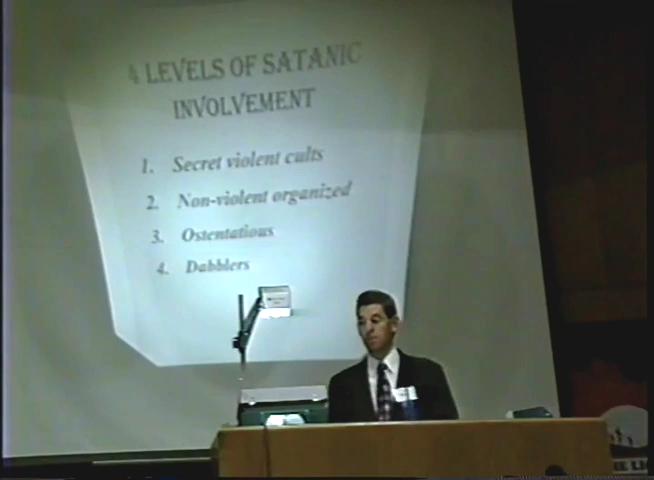 4 LEVELS OF SATANIC
INVOLVEMENT
1. Secret violent cults
2. Non-violent organized
3. Ostentatious
4. Dabblers